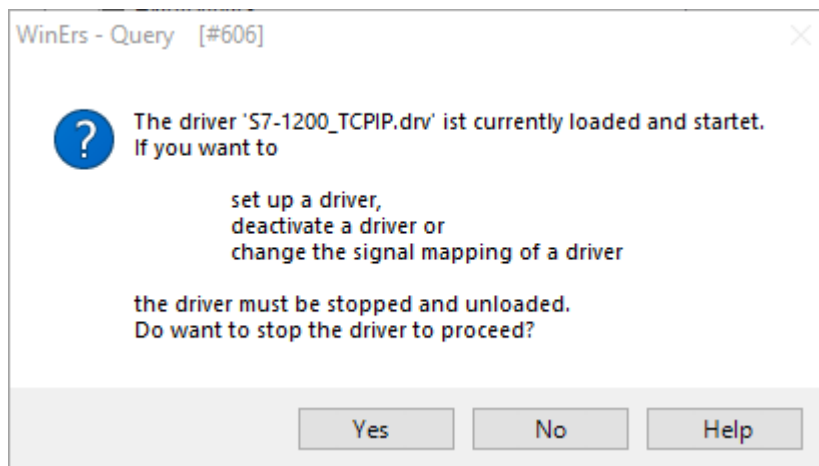 WinErs - Query [#606]
The driver 'S7-1200_TCPIP.drv' ist currently loaded and startet.
If you want to
set up a driver,
deactivate a driver or
change the signal mapping of a driver
the driver must be stopped and unloaded.
Do want to stop the driver to proceed?
Yes No Help